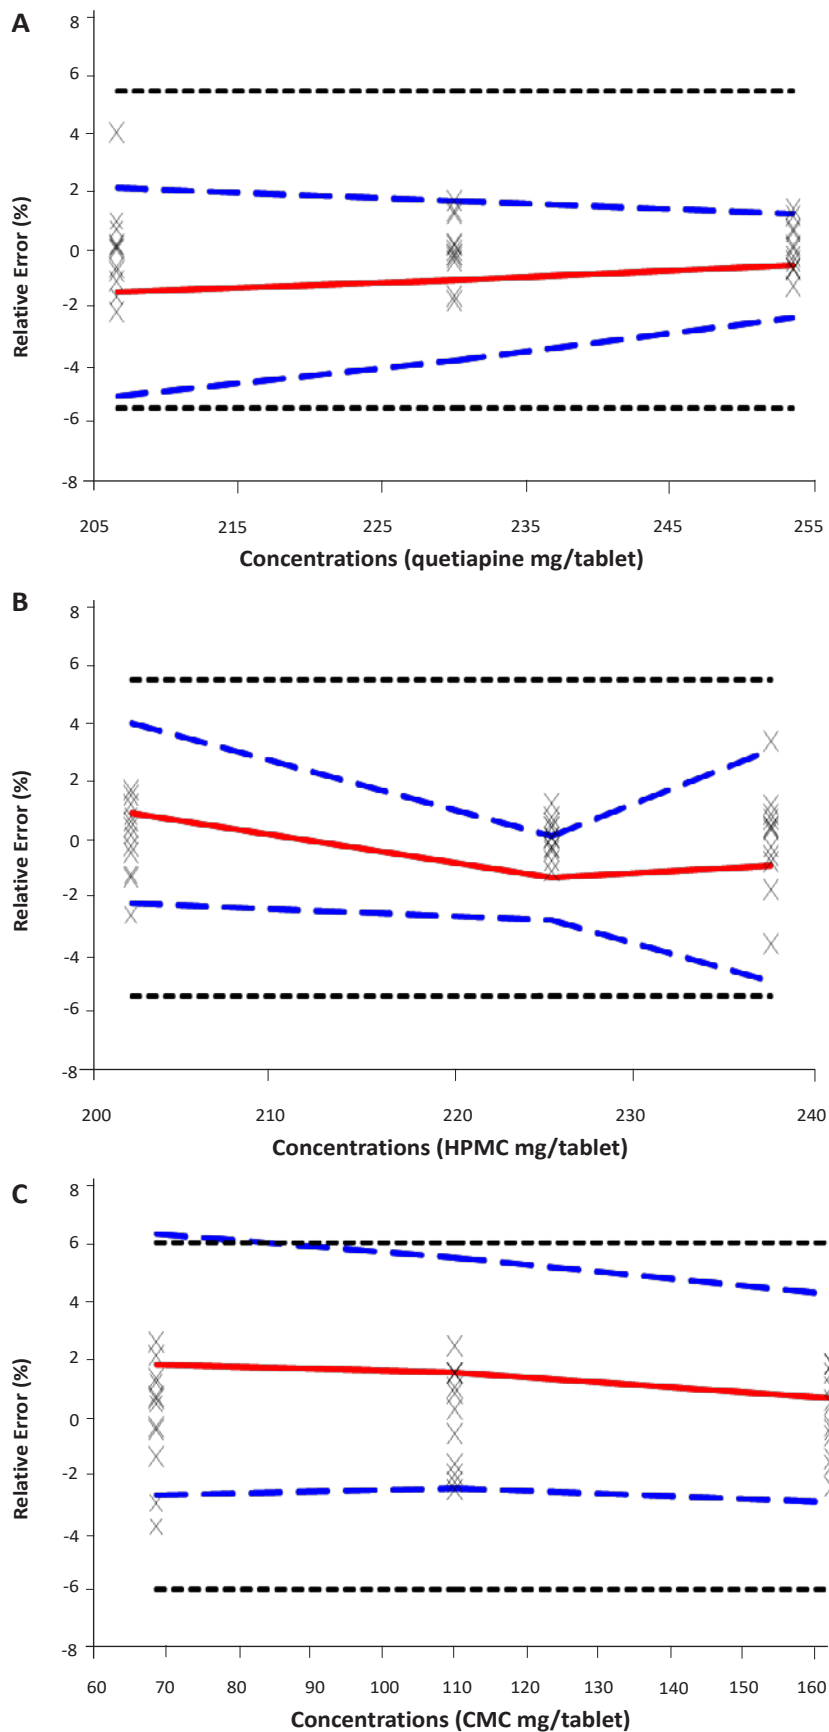 A
8
6
4
2
0
-2
-4
-6
-8
Relative Error (%)
205 215 225 235 245 255
Concentrations (quetiapine mg/tablet)
B
8
6
4
2
0
-2
-4
-6
-8
Relative Error (%)
200 210 220 230 240
Concentrations (HPMC mg/tablet)
C
8
6
4
2
0
-2
-4
-6
-8
Relative Error (%)
60 70 80 90 100 110 120 130 140 150 160
Concentrations (CMC mg/tablet)